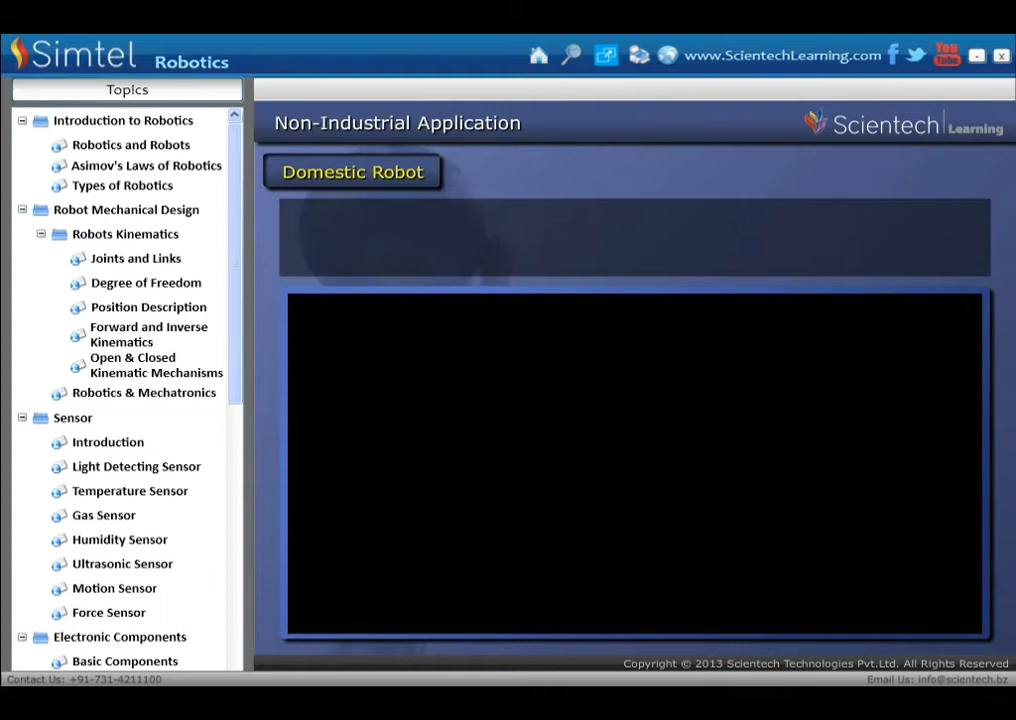 Simtel Robotics
www.ScientechLearning.com
f
You Tube
-
x
Topics
Introduction to Robotics
Robotics and Robots
Asimov's Laws of Robotics
Types of Robotics
Robot Mechanical Design
Robots Kinematics
Joints and Links
Degree of Freedom
Position Description
Forward and Inverse
Kinematics
Open & Closed
Kinematic Mechanisms
Robotics & Mechatronics
Sensor
Introduction
Light Detecting Sensor
Temperature Sensor
Gas Sensor
Humidity Sensor
Ultrasonic Sensor
Motion Sensor
Force Sensor
Electronic Components
Basic Components
Non-Industrial Application
Scientech Learning
Domestic Robot
Copyright © 2013 Scientech Technologies Pvt.Ltd. All Rights Reserved
Contact Us: +91-731-4211100
Email Us: info@scientech.bz